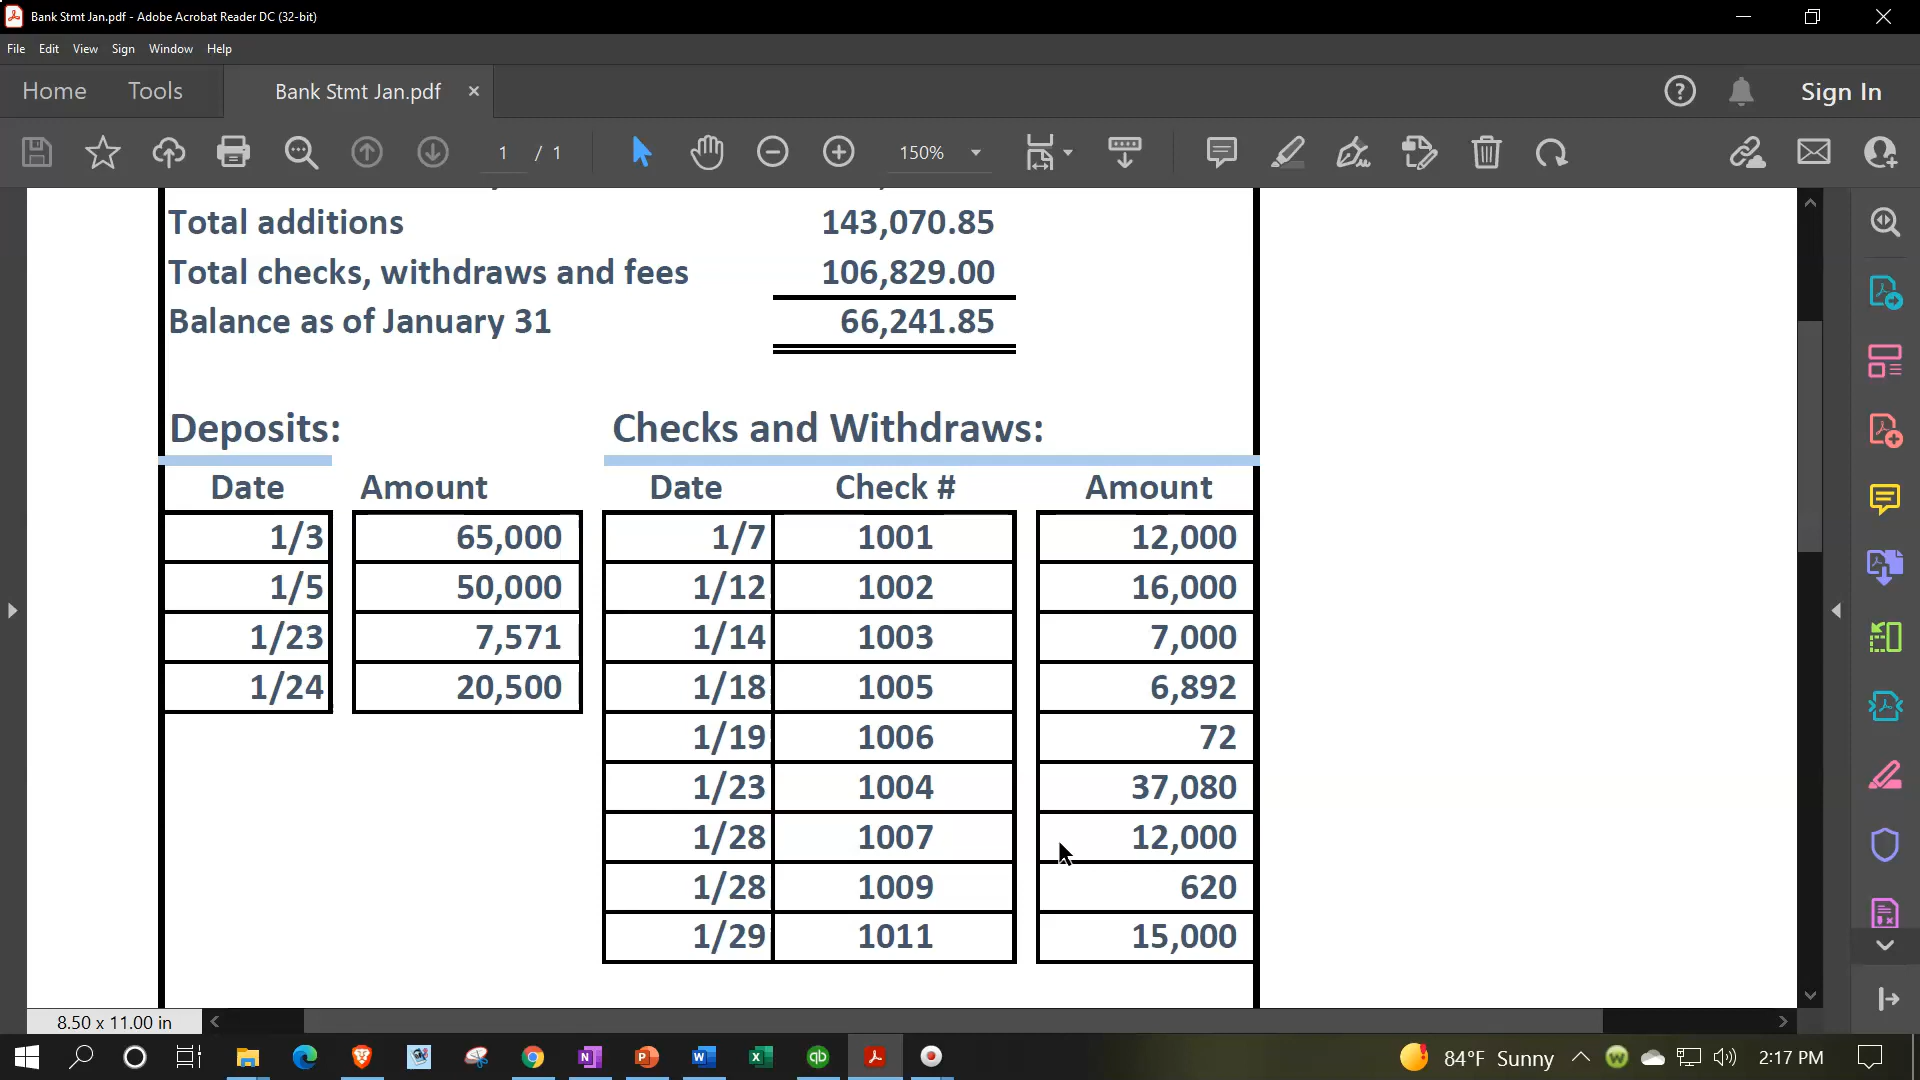 Bank Stmt Jan.pdf - Adobe Acrobat Reader DC (32-bit)
File Edit View Sign Window Help
Home Tools Bank Stmt Jan.pdf × Sign In
1 / 1 150%
Total additions 143,070.85
Total checks, withdraws and fees 106,829.00
Balance as of January 31 66,241.85
Deposits: Checks and Withdraws:
Date Amount Date Check # Amount
1/3 65,000 1/7 1001 12,000
1/5 50,000 1/12 1002 16,000
1/23 7,571 1/14 1003 7,000
1/24 20,500 1/18 1005 6,892
1/19 1006 72
1/23 1004 37,080
1/28 1007 12,000
1/28 1009 620
1/29 1011 15,000
8.50 x 11.00 in
84°F Sunny 2:17 PM